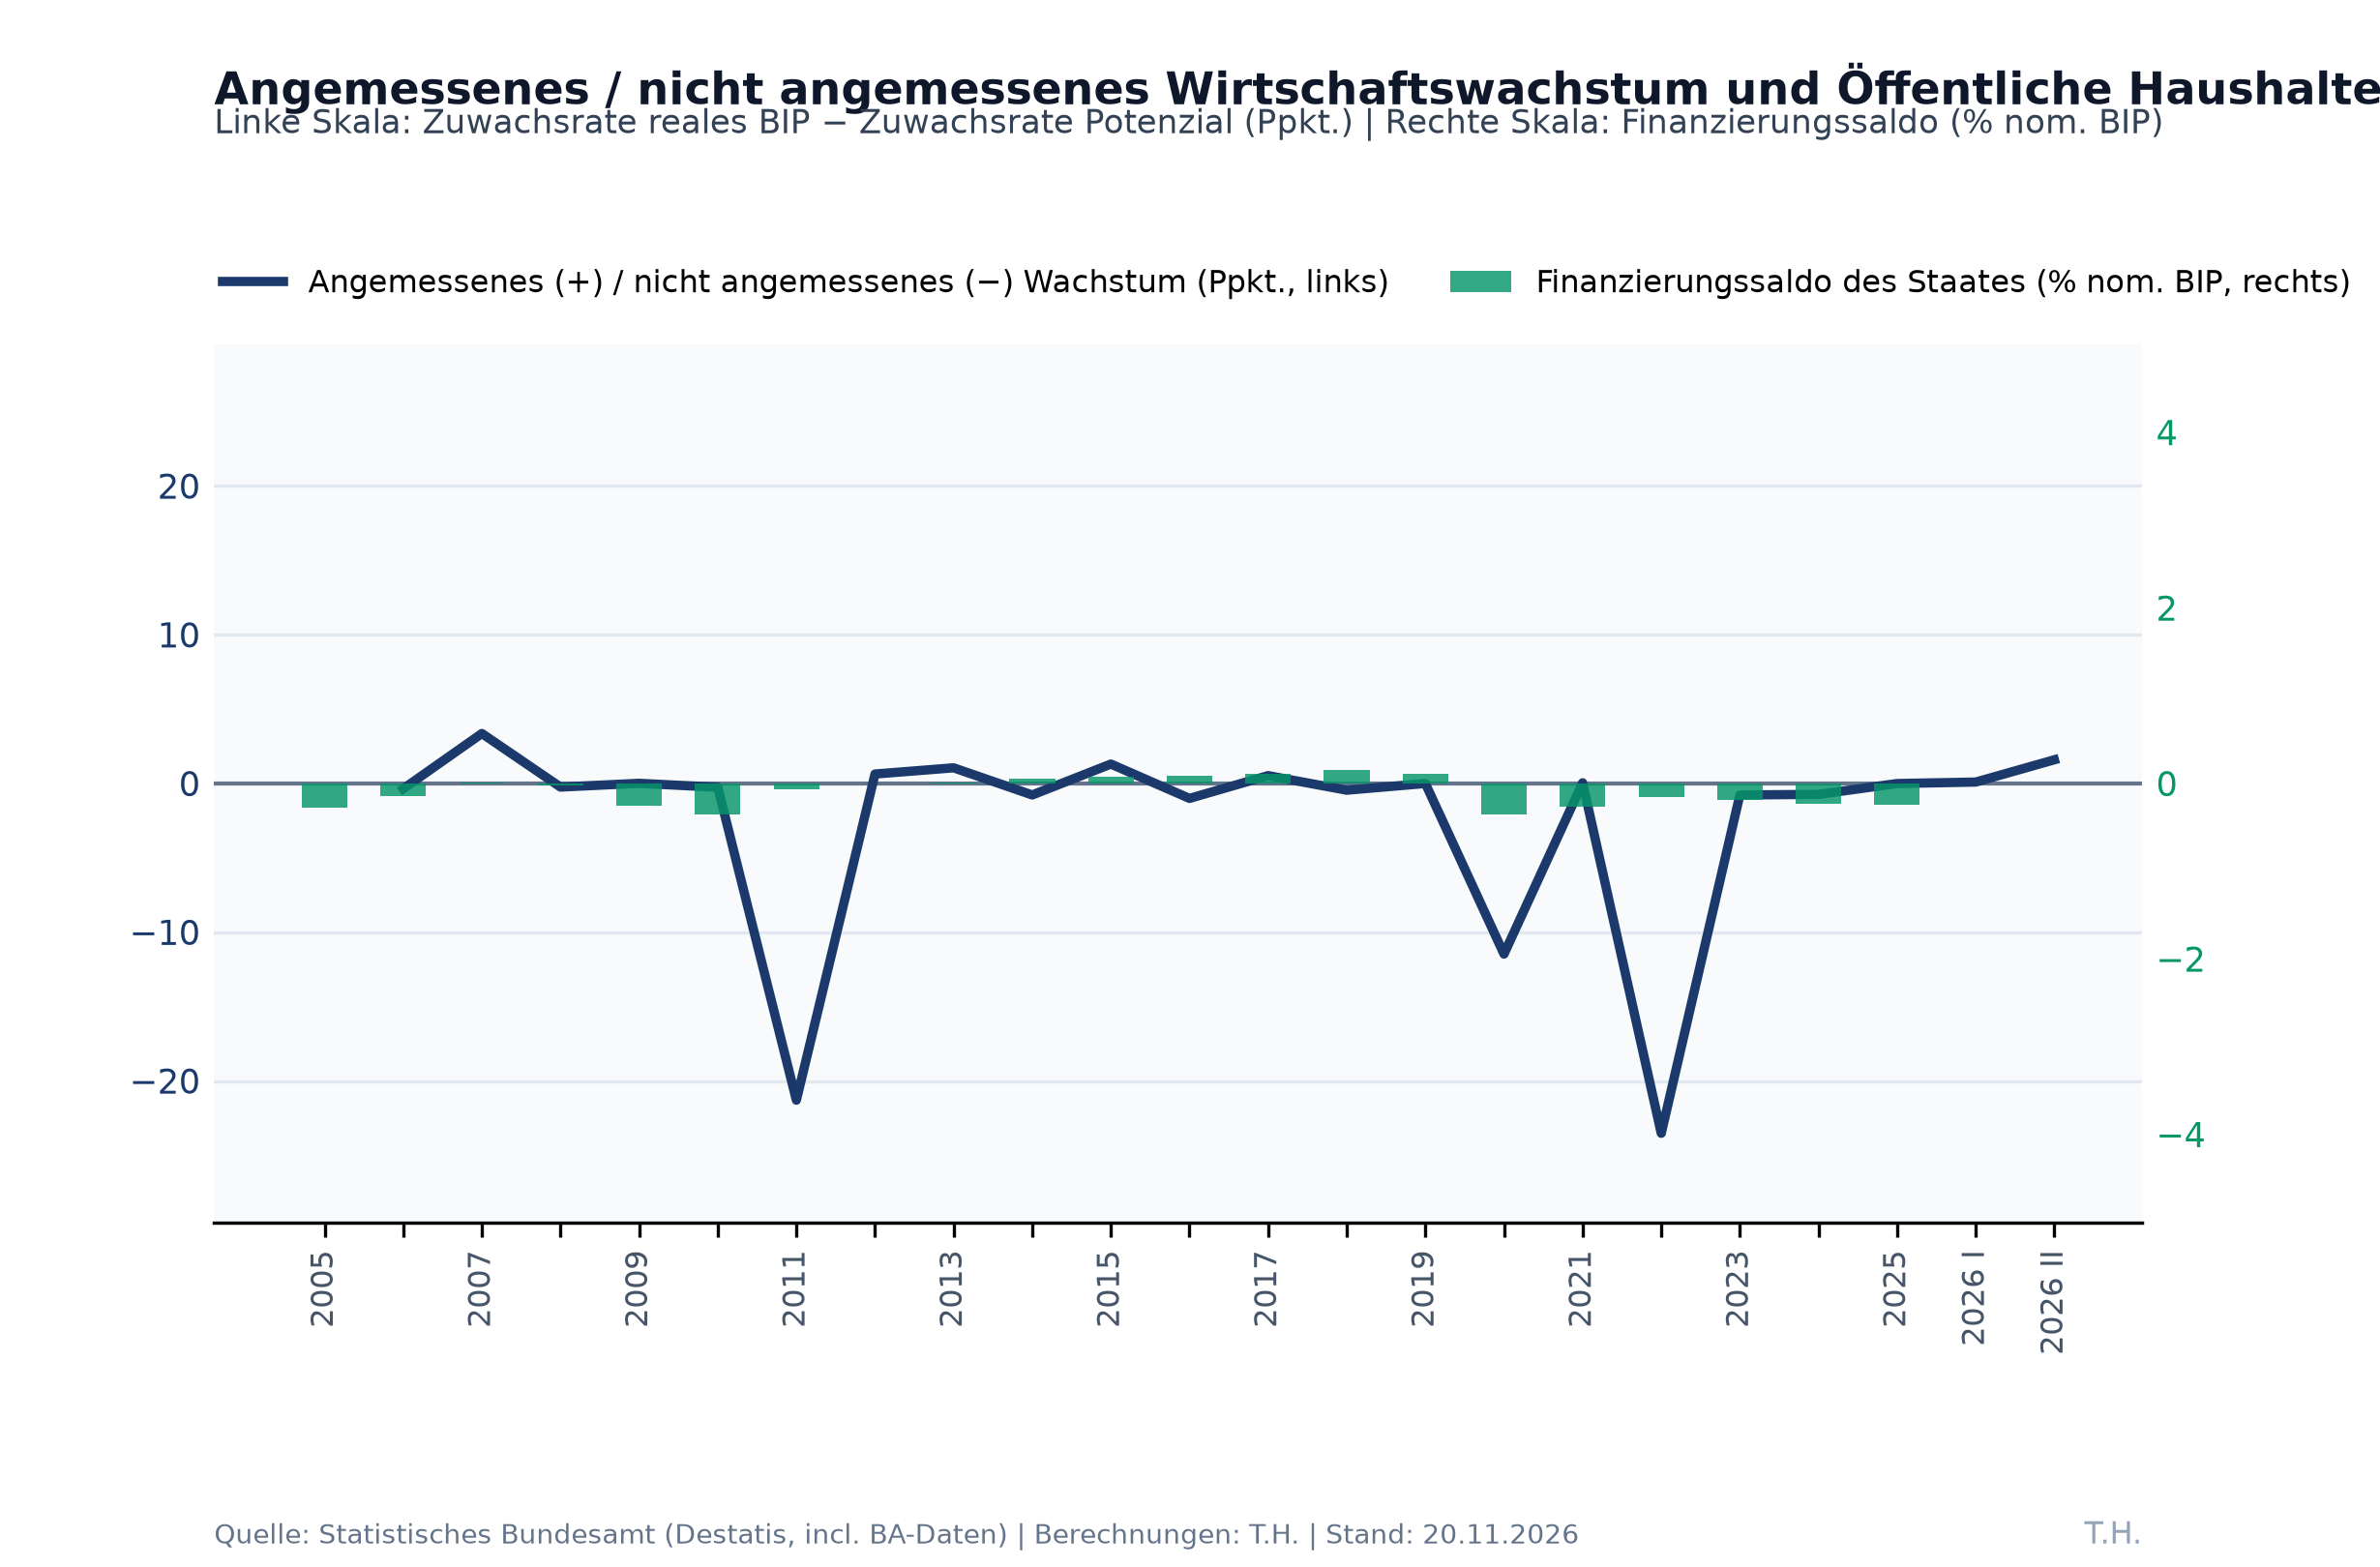 Angemessenes / nicht angemessenes Wirtschaftswachstum und Öffentliche Haushalte
Linke Skala: Zuwachsrate reales BIP − Zuwachsrate Potenzial (Ppkt.) | Rechte Skala: Finanzierungssaldo (% nom. BIP)
Angemessenes (+) / nicht angemessenes (−) Wachstum (Ppkt., links)
Finanzierungssaldo des Staates (% nom. BIP, rechts)
20
10
0
−10
−20
4
2
0
−2
−4
2005
2007
2009
2011
2013
2015
2017
2019
2021
2023
2025
2026 I
2026 III
Quelle: Statistisches Bundesamt (Destatis, incl. BA-Daten) | Berechnungen: T.H. | Stand: 20.11.2026
T.H.